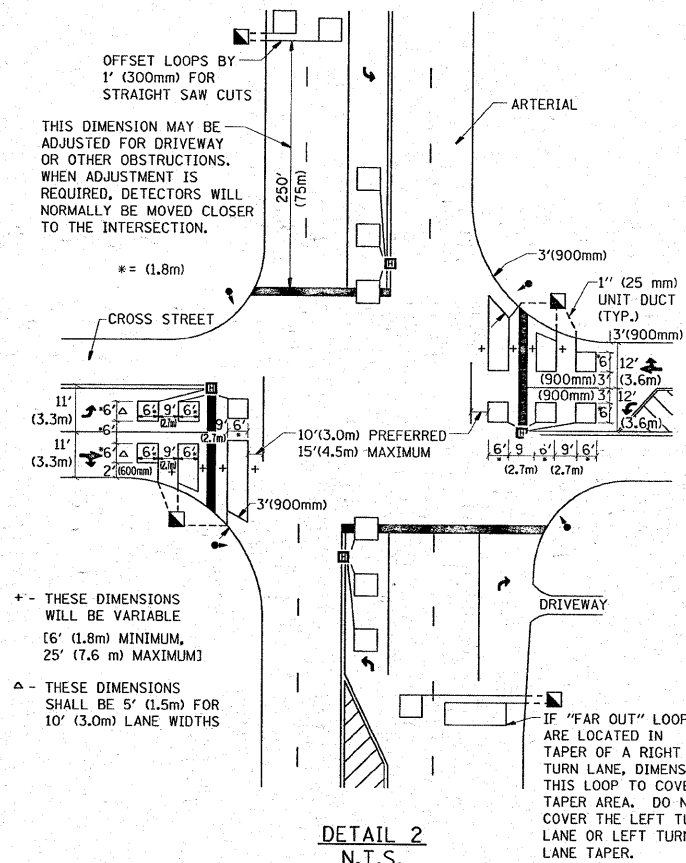 OFFSET LOOPS BY
1' (300mm) FOR
STRAIGHT SAW CUTS
ARTERIAL
THIS DIMENSION MAY BE
ADJUSTED FOR DRIVEWAY
OR OTHER OBSTRUCTIONS.
WHEN ADJUSTMENT IS
REQUIRED, DETECTORS WILL
NORMALLY BE MOVED CLOSER
TO THE INTERSECTION.
250'
(75m)
* = (1.8m)
3'(900mm)
1" (25 mm)
UNIT DUCT
(TYP.)
CROSS STREET
3'(900mm)
*6'
12'
(3.6m)
(900mm) 3'
(900mm) 3'
*6'
12'
(3.6m)
11'
(3.3m)
*6'
△
6' 9' 6'
(2.7m)
9' 6'
(2.7m)
*6'
11'
(3.3m)
*6'
△
6' 9' 6'
(2.7m)
2' (600mm)
10'(3.0m) PREFERRED
15'(4.5m) MAXIMUM
6' 9 6' 9' 6'
(2.7m) (2.7m)
3'(900mm)
+ - THESE DIMENSIONS
WILL BE VARIABLE
[6' (1.8m) MINIMUM,
25' (7.6 m) MAXIMUM]
DRIVEWAY
△ - THESE DIMENSIONS
SHALL BE 5' (1.5m) FOR
10' (3.0m) LANE WIDTHS
IF "FAR OUT" LOOP
ARE LOCATED IN
TAPER OF A RIGHT
TURN LANE, DIMENS
THIS LOOP TO COVE
TAPER AREA. DO N
COVER THE LEFT TU
LANE OR LEFT TURN
LANE TAPER.
DETAIL 2
N.T.S.